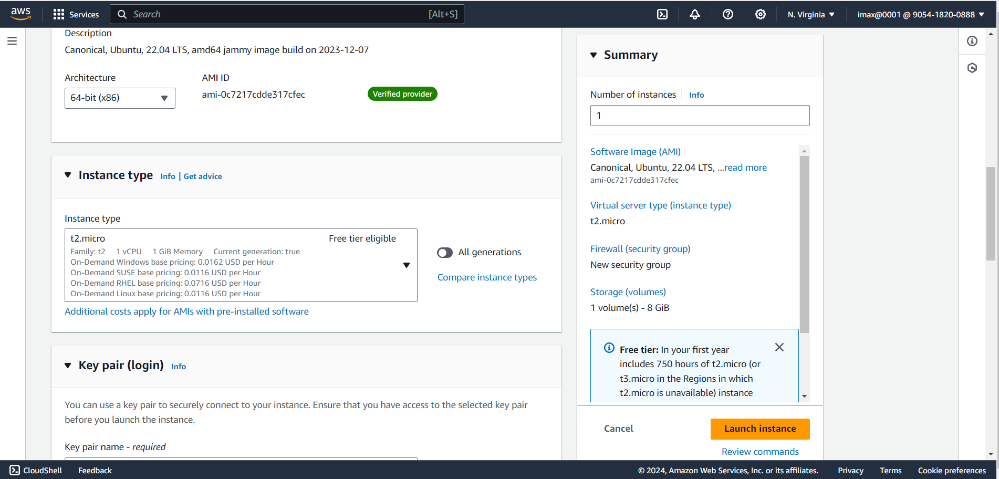 aws
Services
Search [Alt+S]
N. Virginia
imax@0001 @ 9054-1820-0888
Description
Canonical, Ubuntu, 22.04 LTS, amd64 jammy image build on 2023-12-07
Architecture
AMI ID
64-bit (x86)
ami-0c7217cdde317cfec
Verified provider
Instance type Info | Get advice
Instance type
t2.micro Free tier eligible
Family: t2 1 vCPU 1 GiB Memory Current generation: true
On-Demand Windows base pricing: 0.0162 USD per Hour
On-Demand SUSE base pricing: 0.0116 USD per Hour
On-Demand RHEL base pricing: 0.0716 USD per Hour
On-Demand Linux base pricing: 0.0116 USD per Hour
All generations
Compare instance types
Additional costs apply for AMIs with pre-installed software
Key pair (login) Info
You can use a key pair to securely connect to your instance. Ensure that you have access to the selected key pair
before you launch the instance.
Key pair name - required
Summary
Number of instances Info
1
Software Image (AMI)
Canonical, Ubuntu, 22.04 LTS, ...read more
ami-0c7217cdde317cfec
Virtual server type (instance type)
t2.micro
Firewall (security group)
New security group
Storage (volumes)
1 volume(s) - 8 GiB
Free tier: In your first year
includes 750 hours of t2.micro (or
t3.micro in the Regions in which
t2.micro is unavailable) instance
Cancel
Launch instance
Review commands
CloudShell
Feedback
© 2024, Amazon Web Services, Inc. or its affiliates.
Privacy
Terms
Cookie preferences